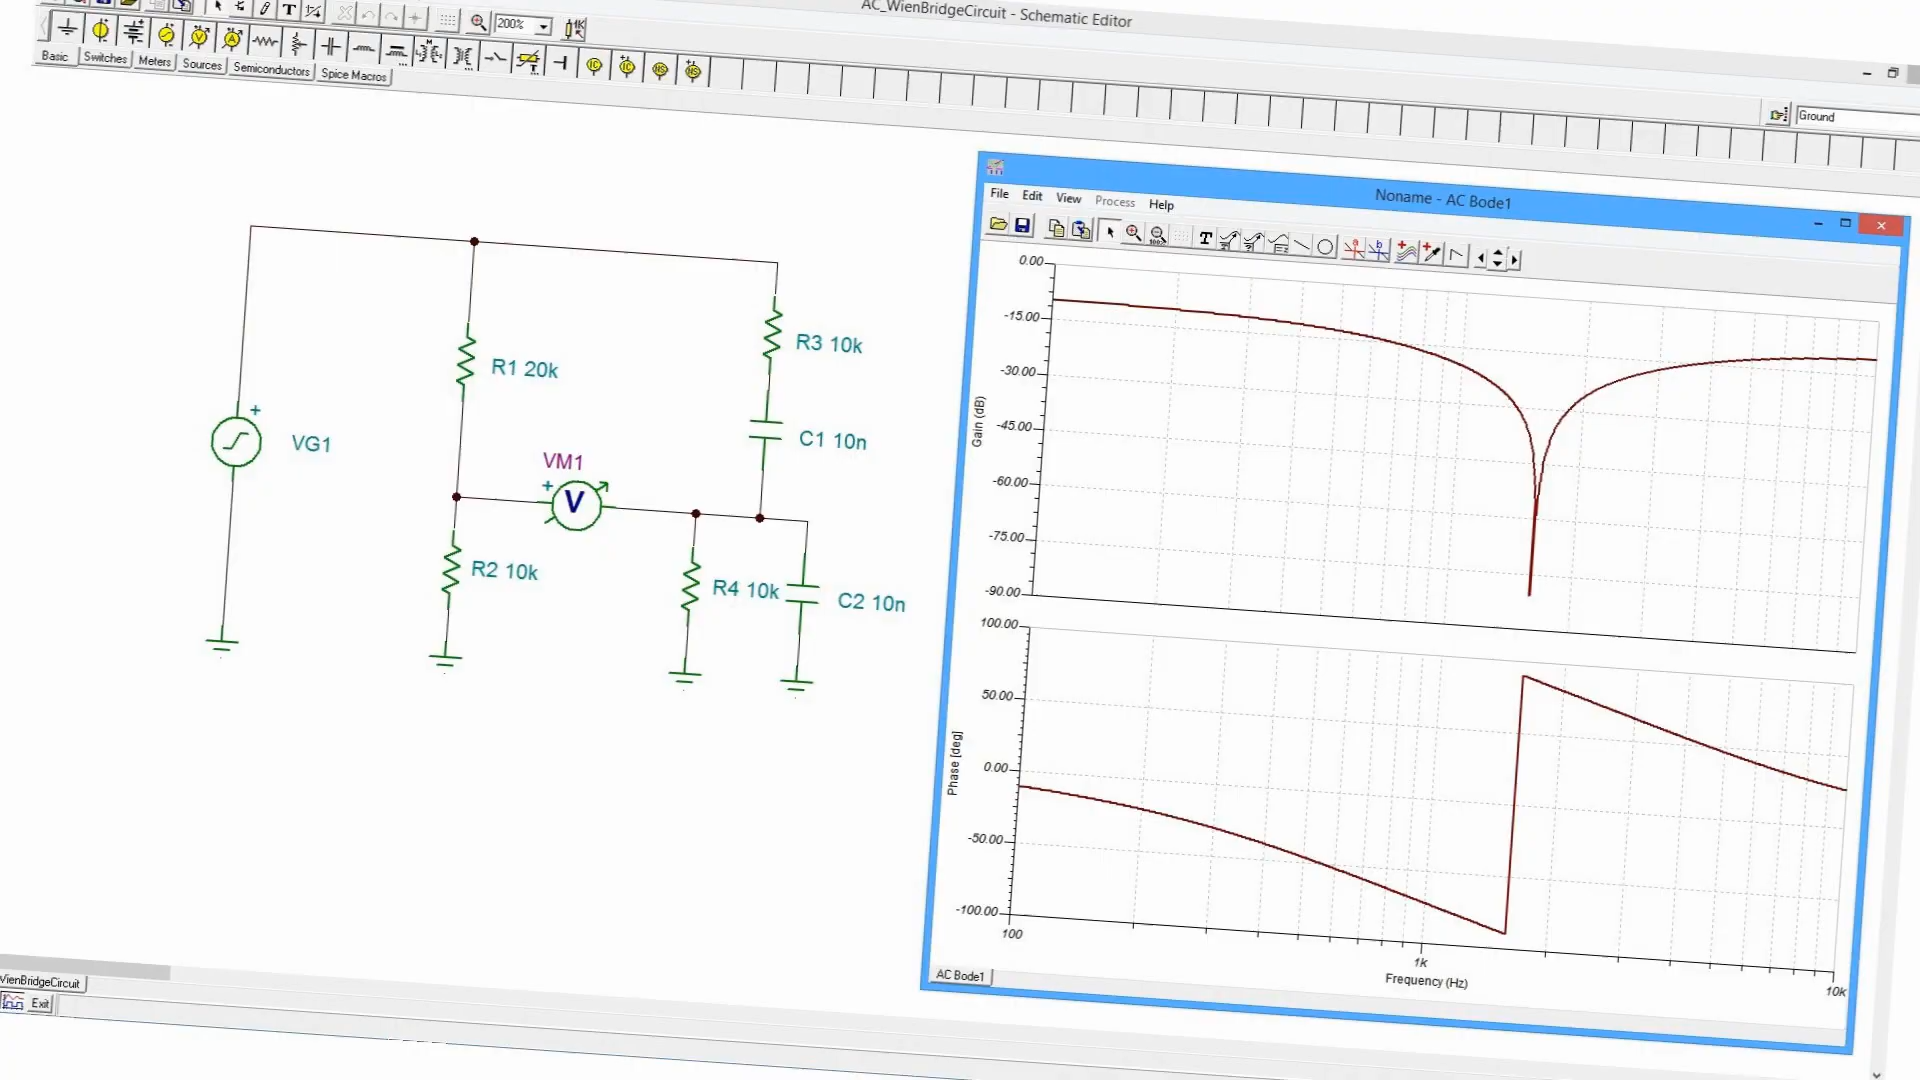 AC_WienBridgeCircuit - Schematic Editor
T
200%
Basic
Switches
Meters
Sources
Semiconductors
Spice Macros
Ground
VG1
+
R1 20k
R3 10k
C1 10n
VM1
+
V
R2 10k
R4 10k
C2 10n
Noname - AC Bode1
File Edit View Process Help
T
Gain (dB)
0.00
-15.00
-30.00
-45.00
-60.00
-75.00
-90.00
Phase [deg]
100.00
50.00
0.00
-50.00
-100.00
100
1k
10k
Frequency (Hz)
AC Bode1
VienBridgeCircuit
Exit